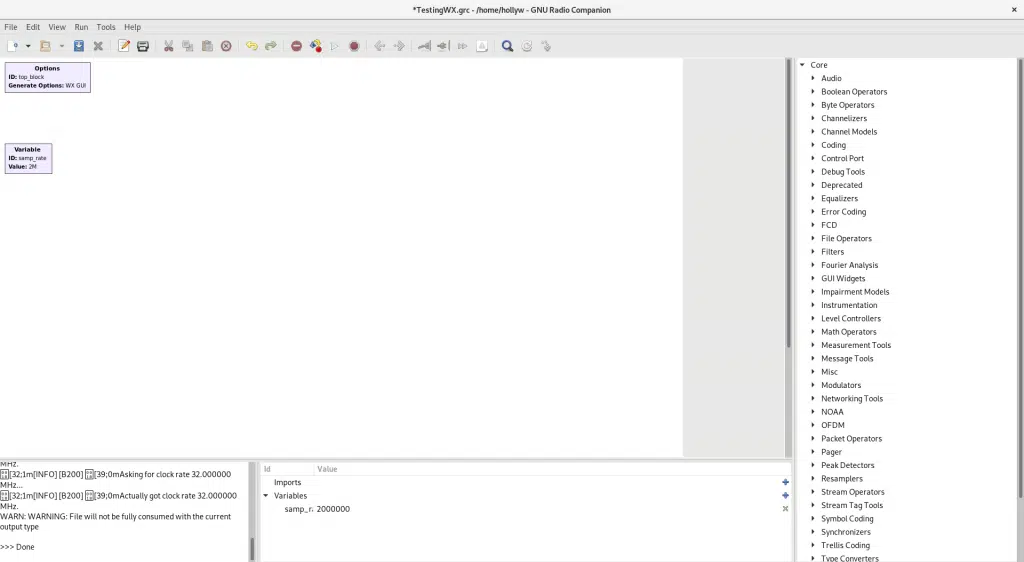 *TestingWX.grc - /home/hollyw - GNU Radio Companion
File Edit View Run Tools Help
Options
ID: top_block
Generate Options: WX GUI
Variable
ID: samp_rate
Value: 2M
Core
Audio
Boolean Operators
Byte Operators
Channelizers
Channel Models
Coding
Control Port
Debug Tools
Deprecated
Equalizers
Error Coding
FCD
File Operators
Filters
Fourier Analysis
GUI Widgets
Impairment Models
Instrumentation
Level Controllers
Math Operators
Measurement Tools
Message Tools
Misc
Modulators
Networking Tools
NOAA
OFDM
Packet Operators
Pager
Peak Detectors
Resamplers
Stream Operators
Stream Tag Tools
Symbol Coding
Synchronizers
Trellis Coding
Type Converters
MHz.
[32;1m[INFO] [B200] [39;0mAsking for clock rate 32.000000
MHz...
[32;1m[INFO] [B200] [39;0mActually got clock rate 32.000000
MHz.
WARN: WARNING: File will not be fully consumed with the current
output type
>>> Done
Id Value
Imports
Variables
samp_r 2000000